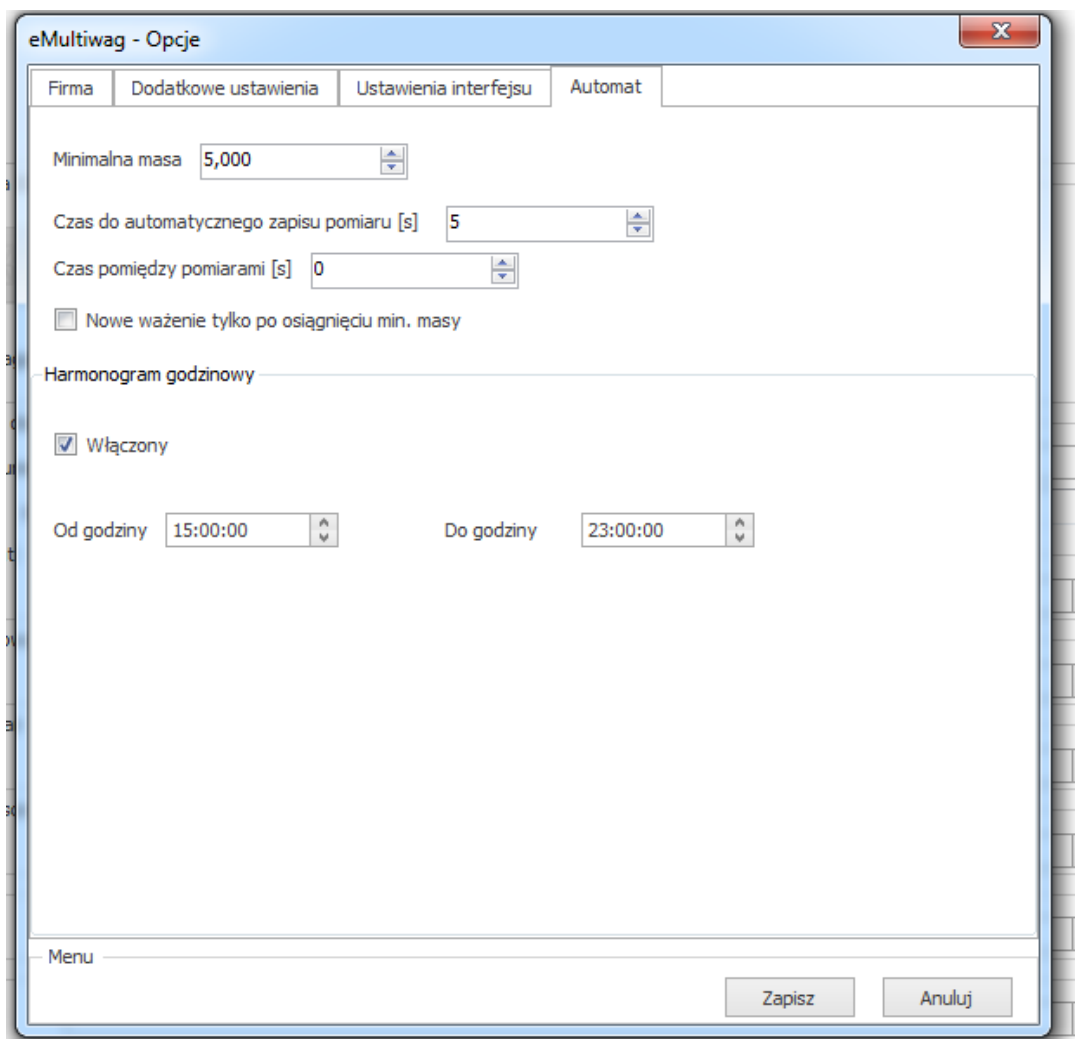 eMultiwag - Opcje
Firma Dodatkowe ustawienia Ustawienia interfejsu Automat
Minimalna masa 5,000
Czas do automatycznego zapisu pomiaru [s] 5
Czas pomiędzy pomiarami [s] 0
Nowe ważenie tylko po osiągnięciu min. masy
Harmonogram godzinowy
Włączony
Od godziny 15:00:00 Do godziny 23:00:00
Menu
Zapisz Anuluj